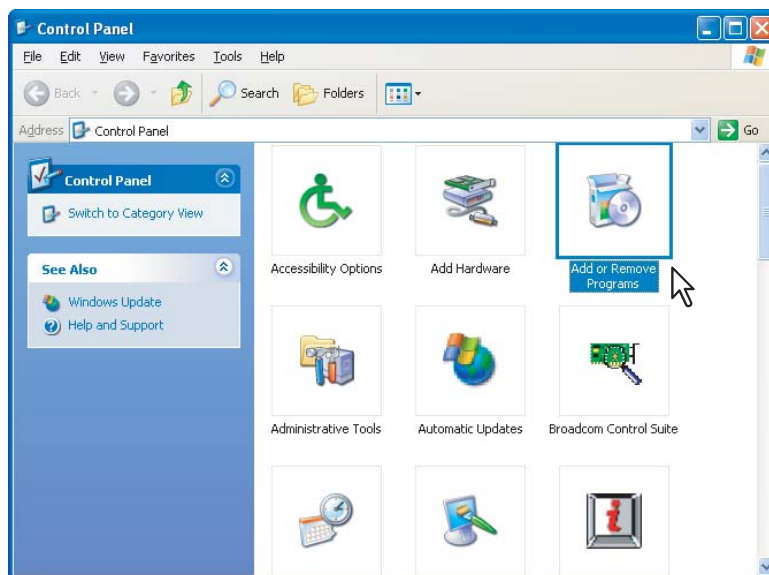 Control Panel
File Edit View Favorites Tools Help
Back Search Folders
Address Control Panel Go
Control Panel
Switch to Category View
See Also
Windows Update
Help and Support
Accessibility Options Add Hardware Add or Remove
Programs
Administrative Tools Automatic Updates Broadcom Control Suite
i